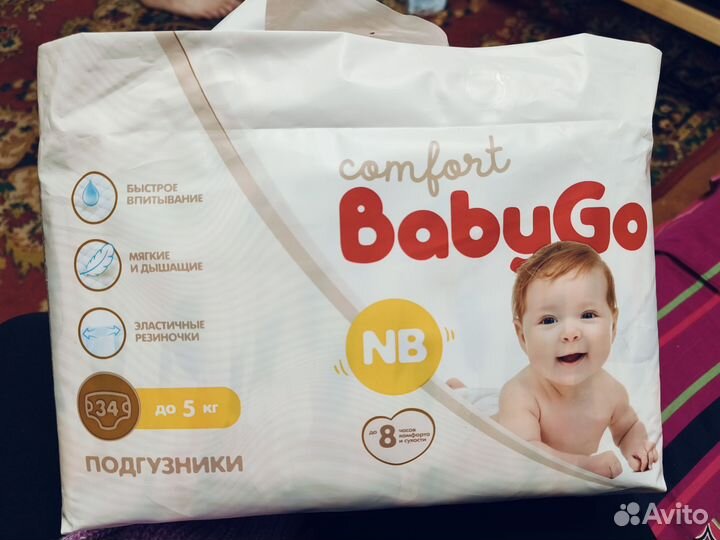 comfort
BabyGo
БЫСТРОЕ
ВПИТЫВАНИЕ
МЯГКИЕ
И ДЫШАЩИЕ
ЭЛАСТИЧНЫЕ
РЕЗИНОЧКИ
NB
34
до 5 кг
до 8 часов
комфорта
и сухости
ПОДГУЗНИКИ
Avito